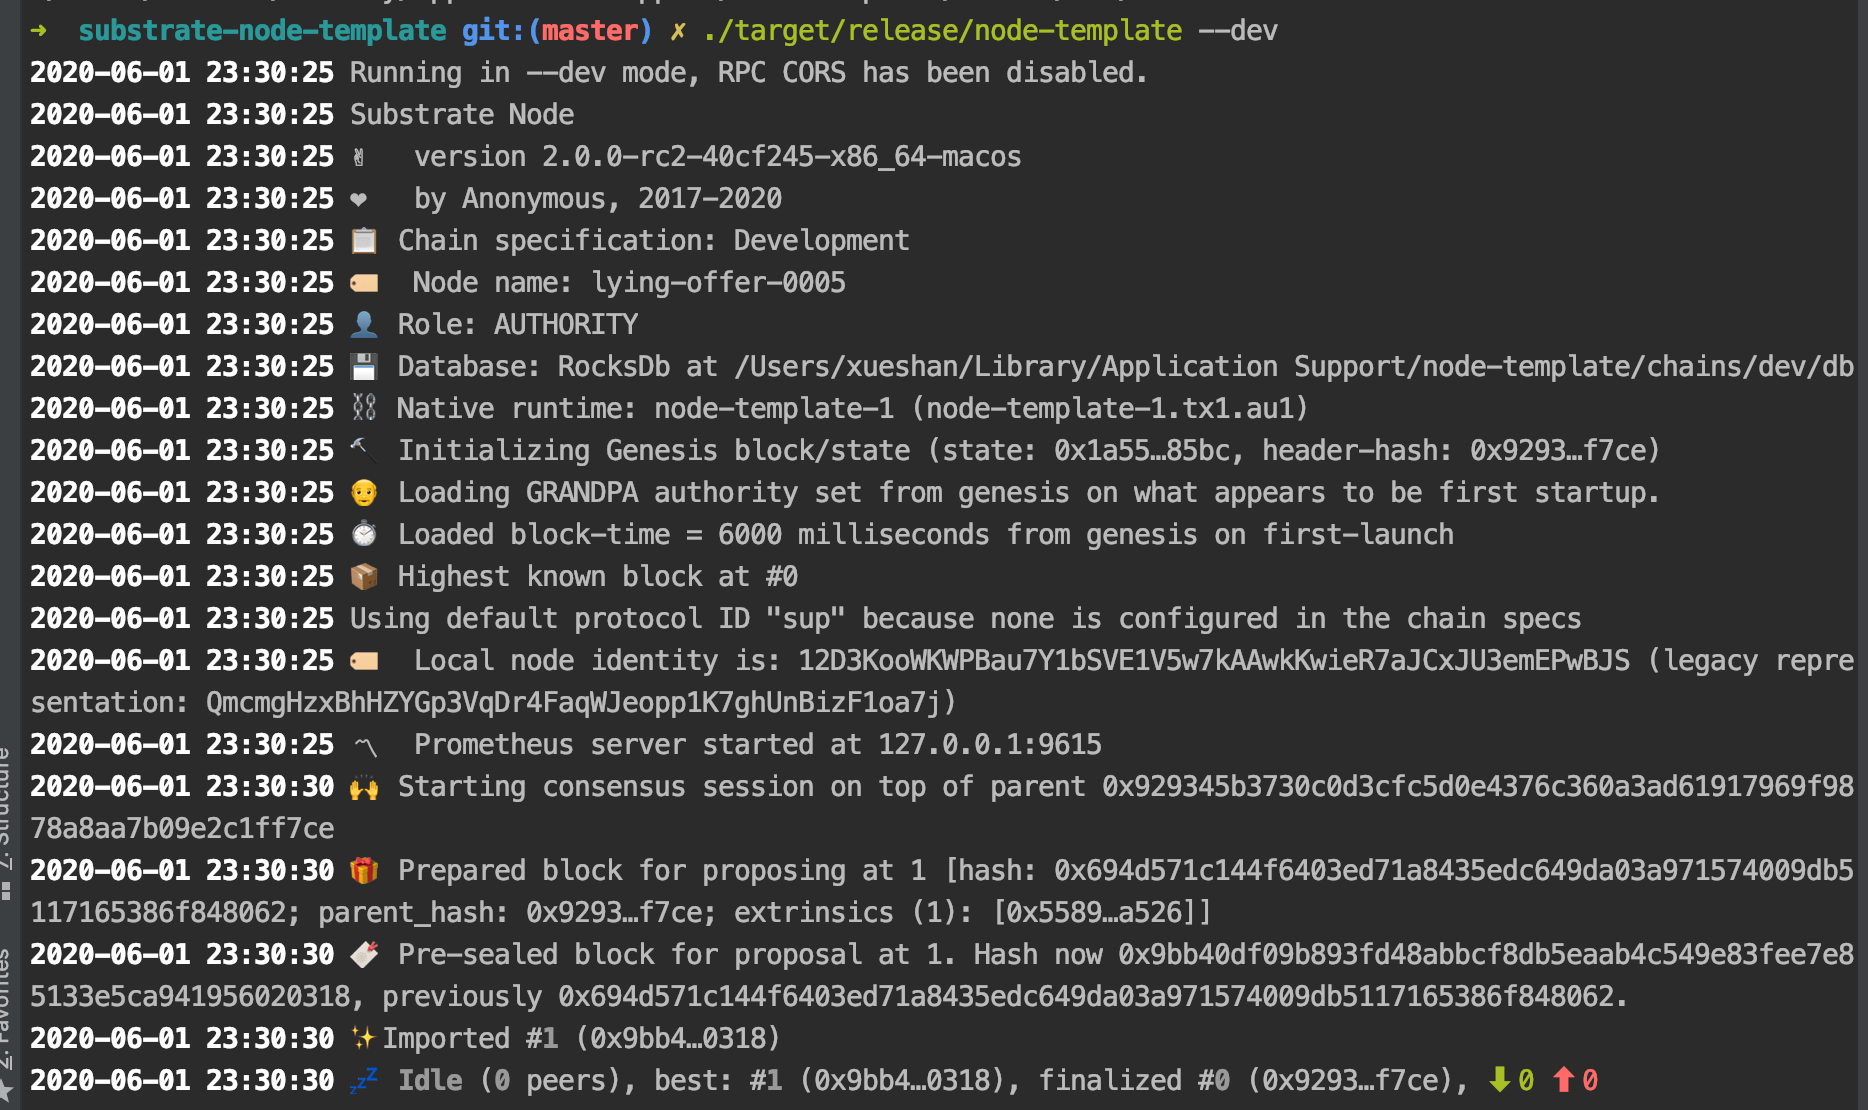 ➜  substrate-node-template git:(master) ✗ ./target/release/node-template --dev
2020-06-01 23:30:25 Running in --dev mode, RPC CORS has been disabled.
2020-06-01 23:30:25 Substrate Node
2020-06-01 23:30:25 ✌️   version 2.0.0-rc2-40cf245-x86_64-macos
2020-06-01 23:30:25 ❤   by Anonymous, 2017-2020
2020-06-01 23:30:25 📋 Chain specification: Development
2020-06-01 23:30:25 🏷  Node name: lying-offer-0005
2020-06-01 23:30:25 👤 Role: AUTHORITY
2020-06-01 23:30:25 💾 Database: RocksDb at /Users/xueshan/Library/Application Support/node-template/chains/dev/db
2020-06-01 23:30:25 ⛓ Native runtime: node-template-1 (node-template-1.tx1.au1)
2020-06-01 23:30:25 🔨 Initializing Genesis block/state (state: 0x1a55…85bc, header-hash: 0x9293…f7ce)
2020-06-01 23:30:25 👴 Loading GRANDPA authority set from genesis on what appears to be first startup.
2020-06-01 23:30:25 ⏱ Loaded block-time = 6000 milliseconds from genesis on first-launch
2020-06-01 23:30:25 📦 Highest known block at #0
2020-06-01 23:30:25 Using default protocol ID "sup" because none is configured in the chain specs
2020-06-01 23:30:25 🏷  Local node identity is: 12D3KooWKWPBau7Y1bSVE1V5w7kAAwkKwieR7aJCxJU3emEPwBJS (legacy repre
sentation: QmcmgHzxBhHZYGp3VqDr4FaqWJeopp1K7ghUnBizF1oa7j)
2020-06-01 23:30:25 〽️  Prometheus server started at 127.0.0.1:9615
2020-06-01 23:30:30 🙌 Starting consensus session on top of parent 0x929345b3730c0d3cfc5d0e4376c360a3ad61917969f98
78a8aa7b09e2c1ff7ce
2020-06-01 23:30:30 🎁 Prepared block for proposing at 1 [hash: 0x694d571c144f6403ed71a8435edc649da03a971574009db5
117165386f848062; parent_hash: 0x9293…f7ce; extrinsics (1): [0x5589…a526]]
2020-06-01 23:30:30 🔖 Pre-sealed block for proposal at 1. Hash now 0x9bb40df09b893fd48abbcf8db5eaab4c549e83fee7e8
5133e5ca941956020318, previously 0x694d571c144f6403ed71a8435edc649da03a971574009db5117165386f848062.
2020-06-01 23:30:30 ✨ Imported #1 (0x9bb4…0318)
2020-06-01 23:30:30 💤 Idle (0 peers), best: #1 (0x9bb4…0318), finalized #0 (0x9293…f7ce), ⬇ 0 ⬆ 0
7: Structure
2: Favorites